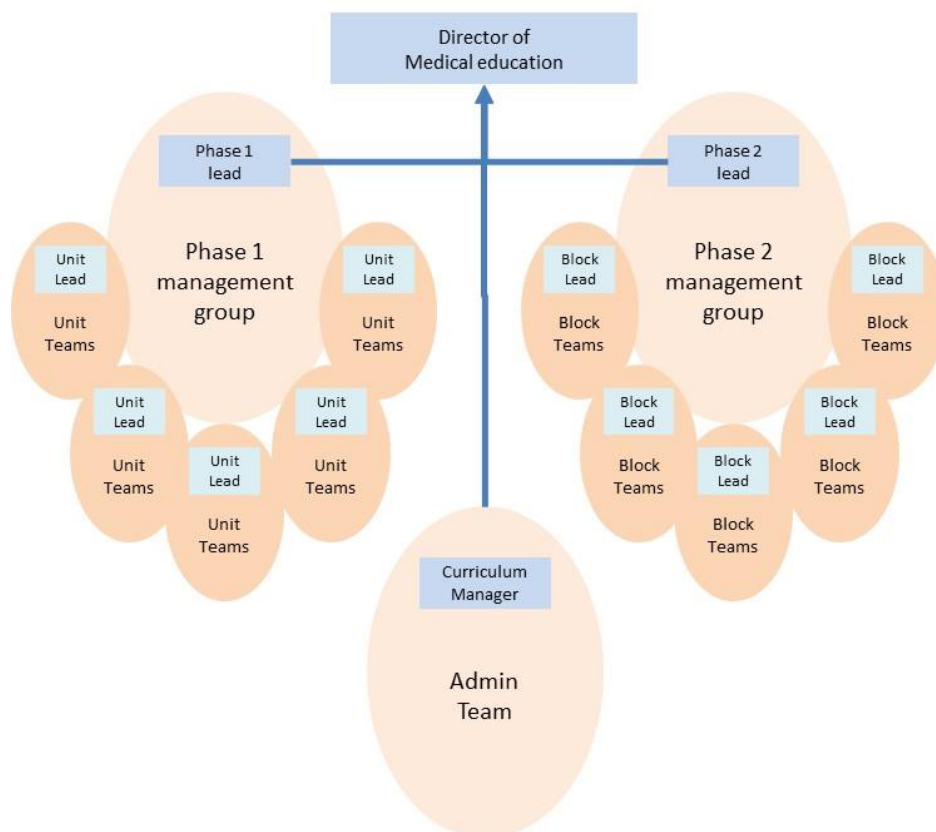 Director of
Medical education
Phase 1
lead
Phase 2
lead
Phase 1
management
group
Phase 2
management
group
Unit
Lead
Unit
Teams
Unit
Lead
Unit
Teams
Unit
Lead
Unit
Teams
Unit
Lead
Unit
Teams
Unit
Lead
Unit
Teams
Block
Lead
Block
Teams
Block
Lead
Block
Teams
Block
Lead
Block
Teams
Block
Lead
Block
Teams
Block
Lead
Block
Teams
Curriculum
Manager
Admin
Team